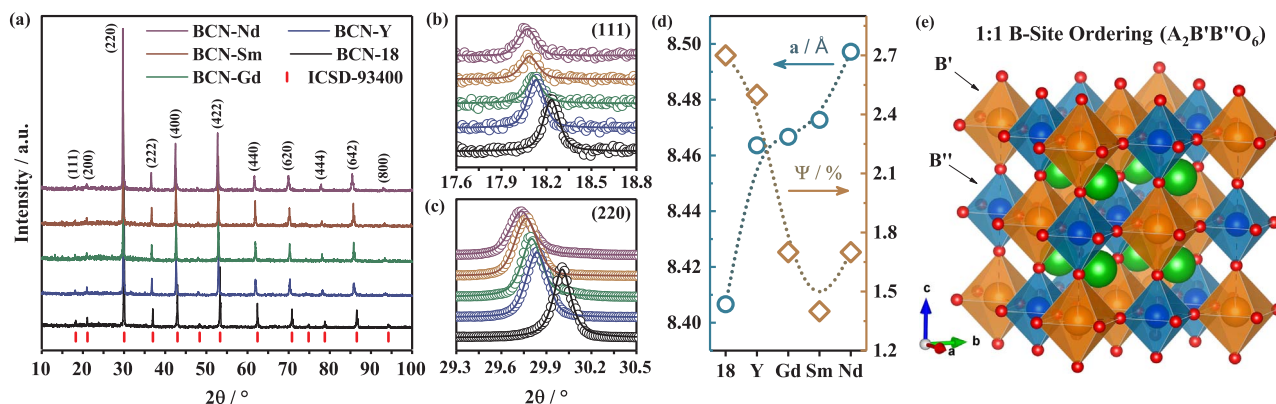 (a)
(220)
BCN-Nd
BCN-Y
BCN-Sm
BCN-18
BCN-Gd
ICSD-93400
(111)
(200)
(222)
(400)
(422)
(440)
(620)
(444)
(642)
(800)
Intensity / a.u.
10 20 30 40 50 60 70 80 90 100
2θ / °
(b)
(111)
17.6 17.9 18.2 18.5 18.8
(c)
(220)
29.3 29.6 29.9 30.2 30.5
2θ / °
(d)
8.50
8.48
8.46
8.44
8.42
8.40
a / Å
Ψ / %
2.7
2.4
2.1
1.8
1.5
1.2
18 Y Gd Sm Nd
(e)
1:1 B-Site Ordering (A₂B'B''O₆)
B'
B''
c
b
a